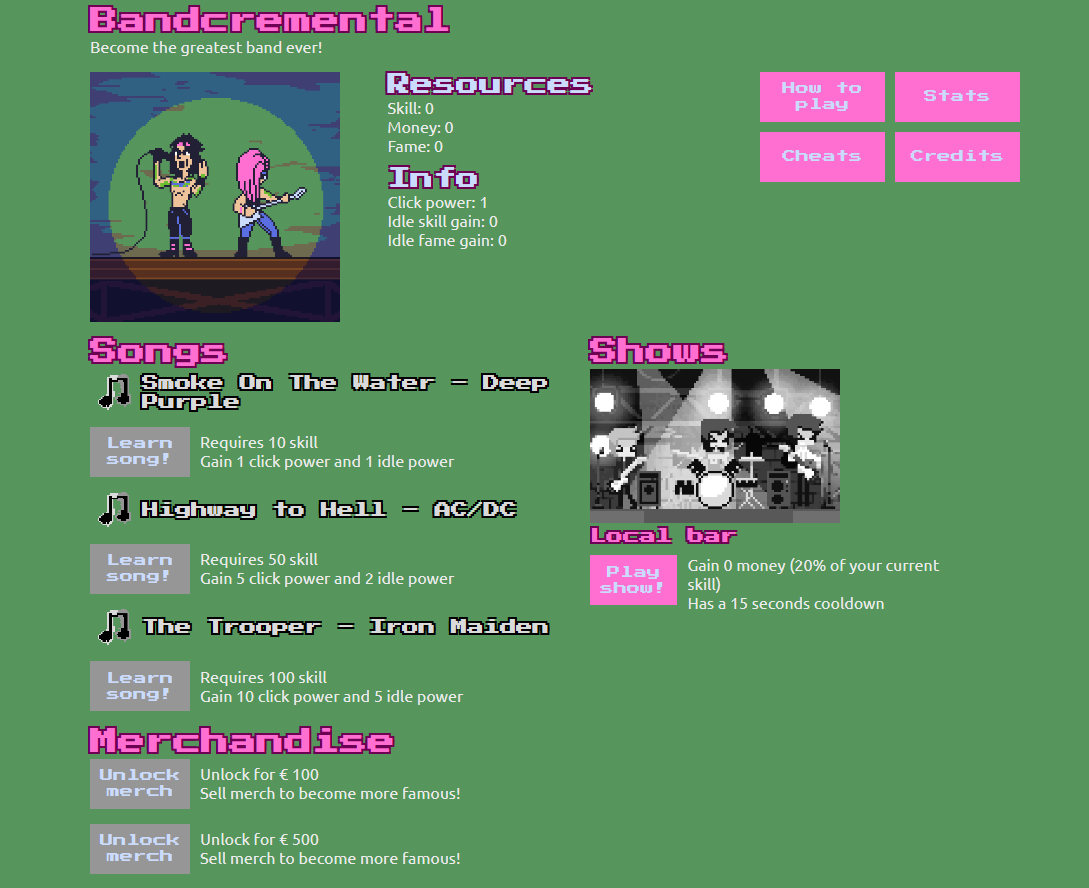 Bandcremental
Become the greatest band ever!
Resources
Skill: 0
Money: 0
Fame: 0
Info
Click power: 1
Idle skill gain: 0
Idle fame gain: 0
How to
play
Stats
Cheats
Credits
Songs
Smoke On The Water - Deep
Purple
Learn
song!
Requires 10 skill
Gain 1 click power and 1 idle power
Highway to Hell - AC/DC
Learn
song!
Requires 50 skill
Gain 5 click power and 2 idle power
The Trooper - Iron Maiden
Learn
song!
Requires 100 skill
Gain 10 click power and 5 idle power
Shows
Local bar
Play
show!
Gain 0 money (20% of your current
skill)
Has a 15 seconds cooldown
Merchandise
Unlock
merch
Unlock for € 100
Sell merch to become more famous!
Unlock
merch
Unlock for € 500
Sell merch to become more famous!